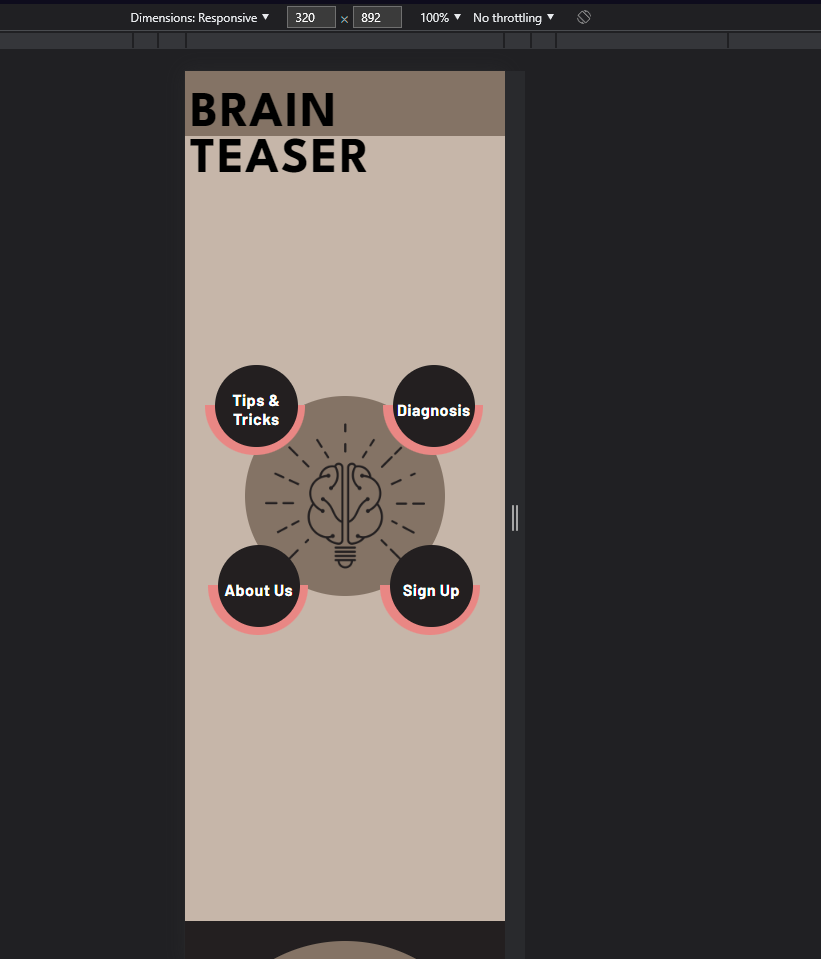 Dimensions: Responsive 320 × 892 100% No throttling
BRAIN
TEASER
Tips &
Tricks
Diagnosis
About Us
Sign Up